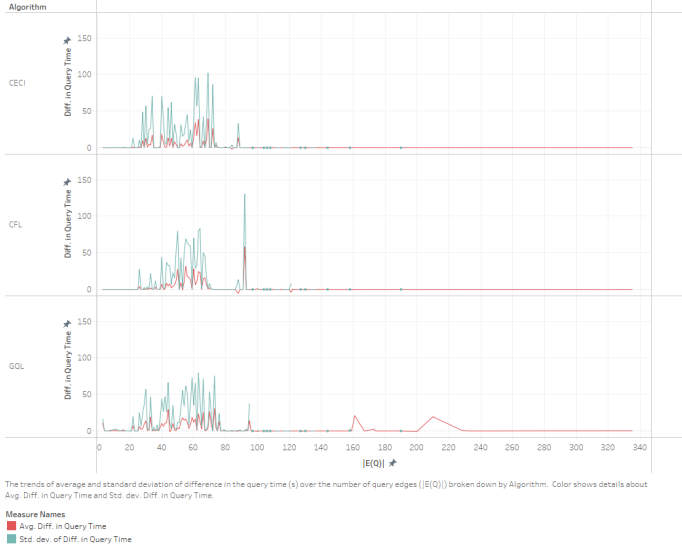 Algorithm
CECI
Diff. in Query Time
150
100
50
0
CFL
Diff. in Query Time
150
100
50
0
GQL
Diff. in Query Time
150
100
50
0
0 20 40 60 80 100 120 140 160 180 200 220 240 260 280 300 320 340
|E(Q)|
The trends of average and standard deviation of difference in the query time (s) over the number of query edges (|E(Q)|) broken down by Algorithm. Color shows details about
Avg. Diff. in Query Time and Std. dev. Diff. in Query Time.
Measure Names
Avg. Diff. in Query Time
Std. dev. of Diff. in Query Time